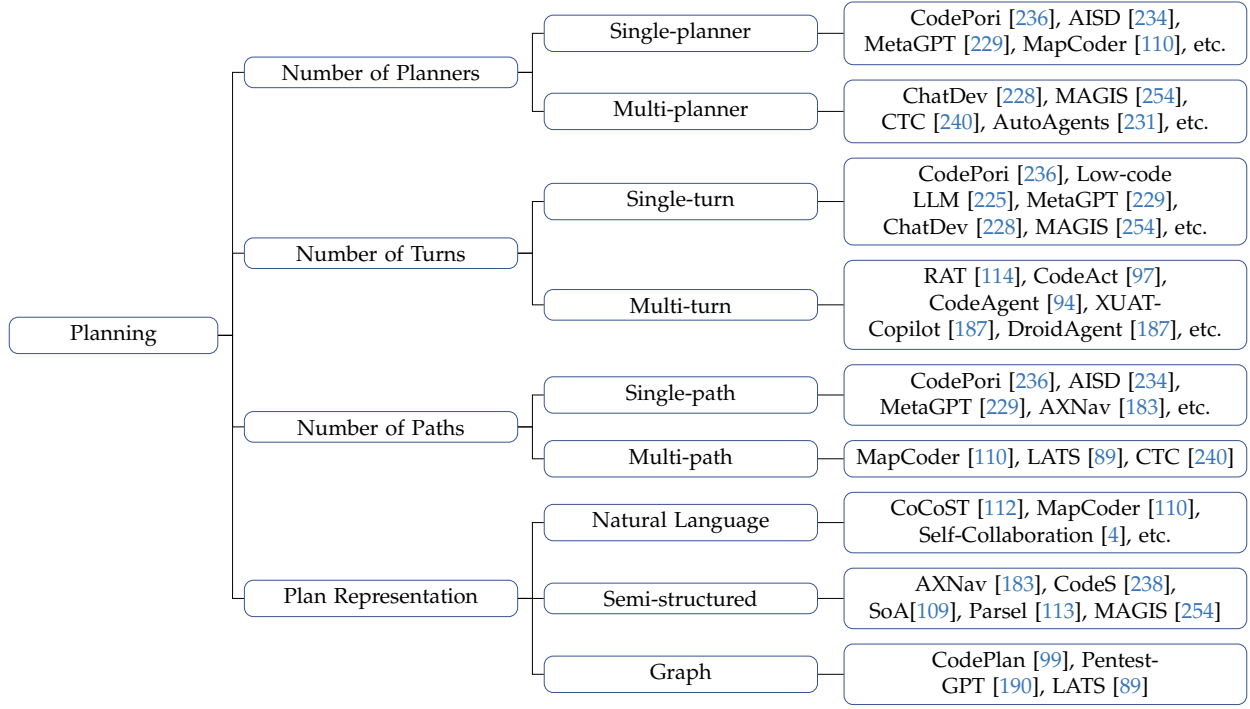 Planning
Number of Planners
Single-planner
CodePori [236], AISD [234],
MetaGPT [229], MapCoder [110], etc.
Multi-planner
ChatDev [228], MAGIS [254],
CTC [240], AutoAgents [231], etc.
Number of Turns
Single-turn
CodePori [236], Low-code
LLM [225], MetaGPT [229],
ChatDev [228], MAGIS [254], etc.
Multi-turn
RAT [114], CodeAct [97],
CodeAgent [94], XUAT-
Copilot [187], DroidAgent [187], etc.
Number of Paths
Single-path
CodePori [236], AISD [234],
MetaGPT [229], AXNav [183], etc.
Multi-path
MapCoder [110], LATS [89], CTC [240]
Plan Representation
Natural Language
CoCoST [112], MapCoder [110],
Self-Collaboration [4], etc.
Semi-structured
AXNav [183], CodeS [238],
SoA[109], Parsel [113], MAGIS [254]
Graph
CodePlan [99], Pentest-
GPT [190], LATS [89]